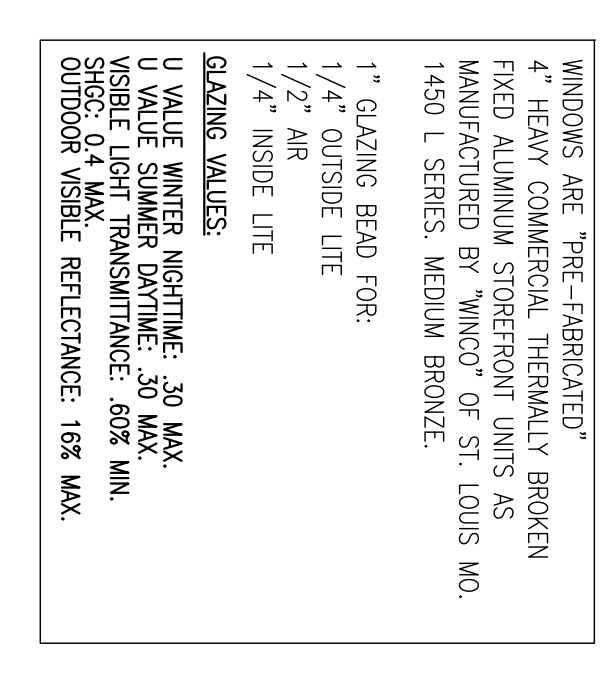 WINDOWS ARE "PRE-FABRICATED"
4" HEAVY COMMERCIAL THERMALLY BROKEN
FIXED ALUMINUM STOREFRONT UNITS AS
MANUFACTURED BY "WINCO" OF ST. LOUIS MO.
1450 L SERIES. MEDIUM BRONZE.
1" GLAZING BEAD FOR:
1/4" OUTSIDE LITE
1/2" AIR
1/4" INSIDE LITE
GLAZING VALUES:
U VALUE WINTER NIGHTTIME: .30 MAX.
U VALUE SUMMER DAYTIME: .30 MAX.
VISIBLE LIGHT TRANSMITTANCE: .60% MIN.
SHGC: 0.4 MAX.
OUTDOOR VISIBLE REFLECTANCE: 16% MAX.